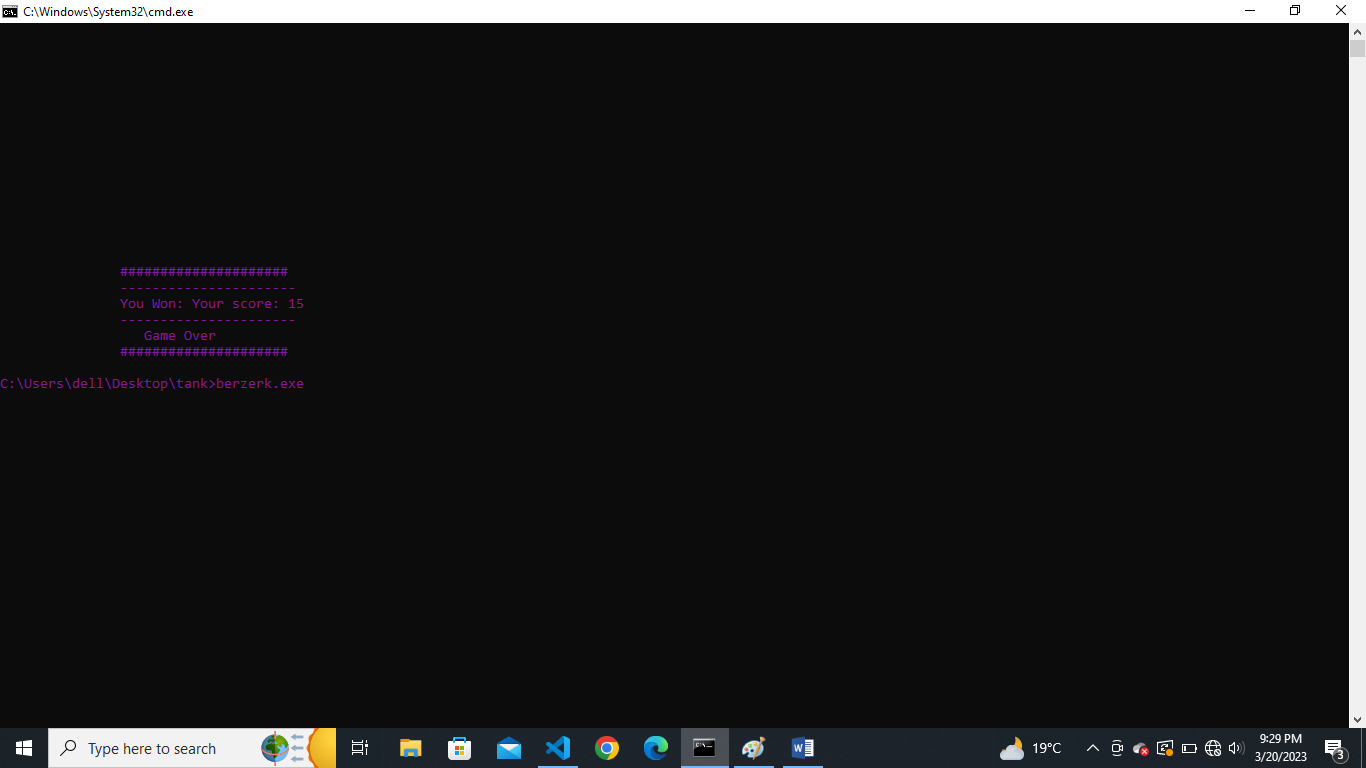 C:\Windows\System32\cmd.exe
#####################
----------------------
You Won: Your score: 15
----------------------
Game Over
#####################
C:\Users\dell\Desktop\tank>berzerk.exe
Type here to search
19°C
9:29 PM
3/20/2023
3